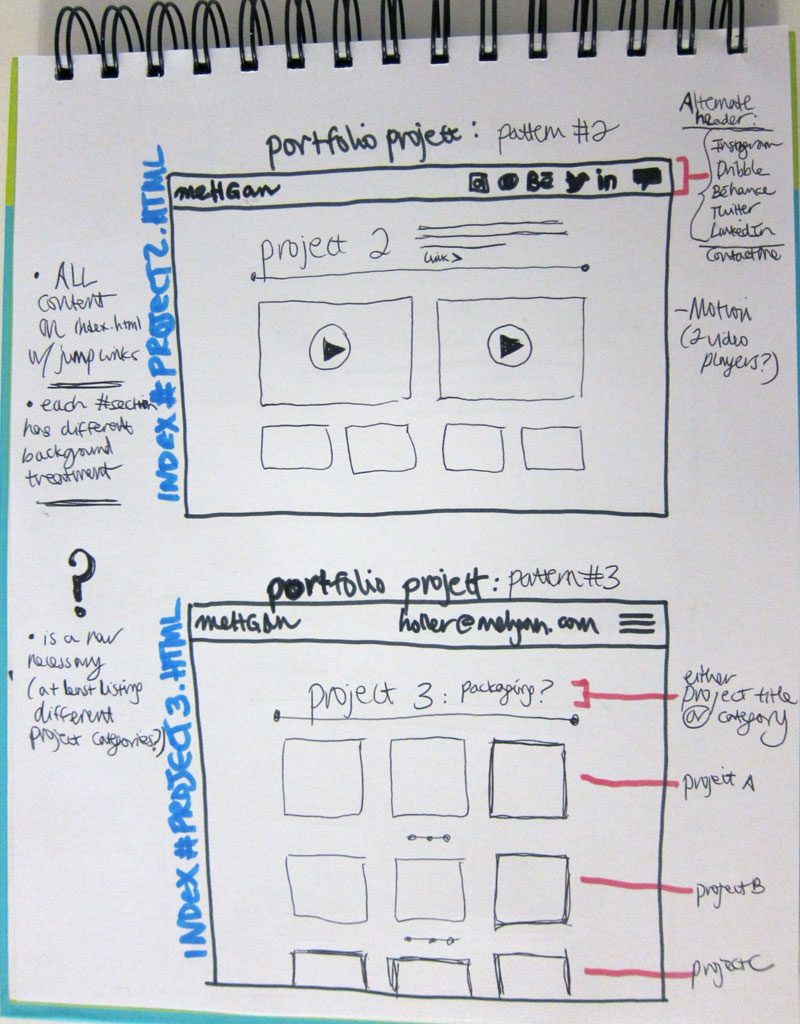 portfolio project: pattern #2
Alternate
header:
Instagram
Dribble
Behance
Twitter
LinkedIn
Contact me
meHGan
Bē
in
INDEX#PROJECT2.HTML
project 2
Link >
• ALL
content
on index.html
w/ jump links
• each #section
has different
background
treatment
- Motion
(2 video
players?)
?
• is a nav
necessary
(at least listing
different
project categories?)
portfolio project: pattern #3
meHGan
holler@mehgan.com
INDEX#PROJECT3.HTML
project 3: packaging?
either
project title
or category
project A
project B
project C